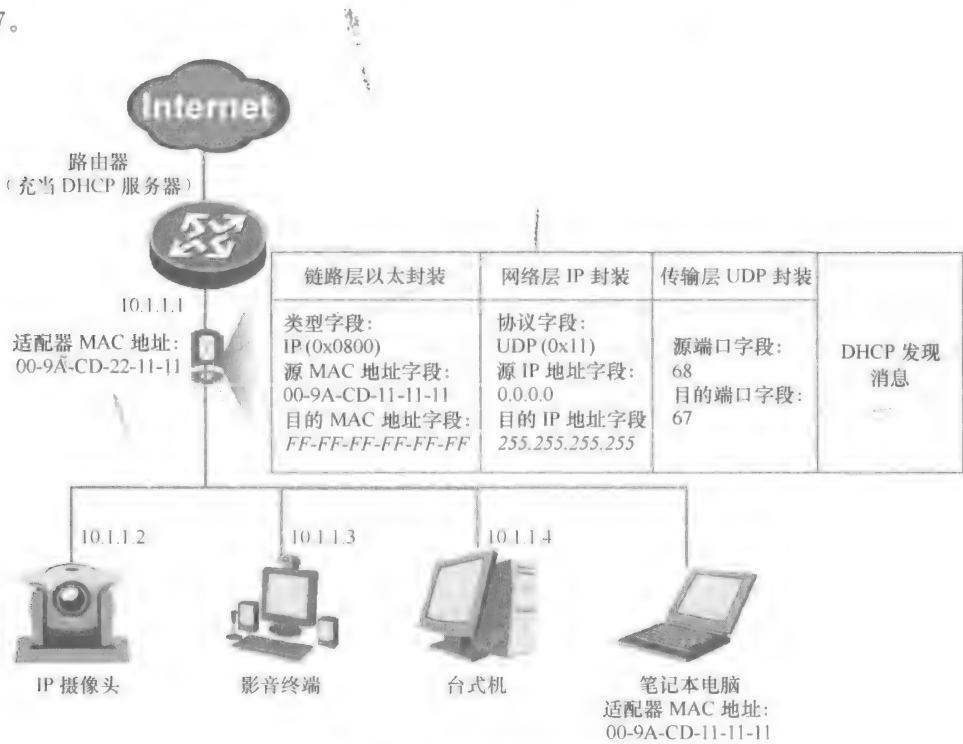 7。
Internet
路由器
（充当 DHCP 服务器）
10.1.1.1
适配器 MAC 地址：
00-9A-CD-22-11-11
链路层以太封装
类型字段：
IP (0x0800)
源 MAC 地址字段：
00-9A-CD-11-11-11
目的 MAC 地址字段：
FF-FF-FF-FF-FF-FF
网络层 IP 封装
协议字段：
UDP (0x11)
源 IP 地址字段：
0.0.0.0
目的 IP 地址字段
255.255.255.255
传输层 UDP 封装
源端口字段：
68
目的端口字段：
67
DHCP 发现
消息
10.1.1.2
10.1.1.3
10.1.1.4
IP 摄像头
影音终端
台式机
笔记本电脑
适配器 MAC 地址：
00-9A-CD-11-11-11